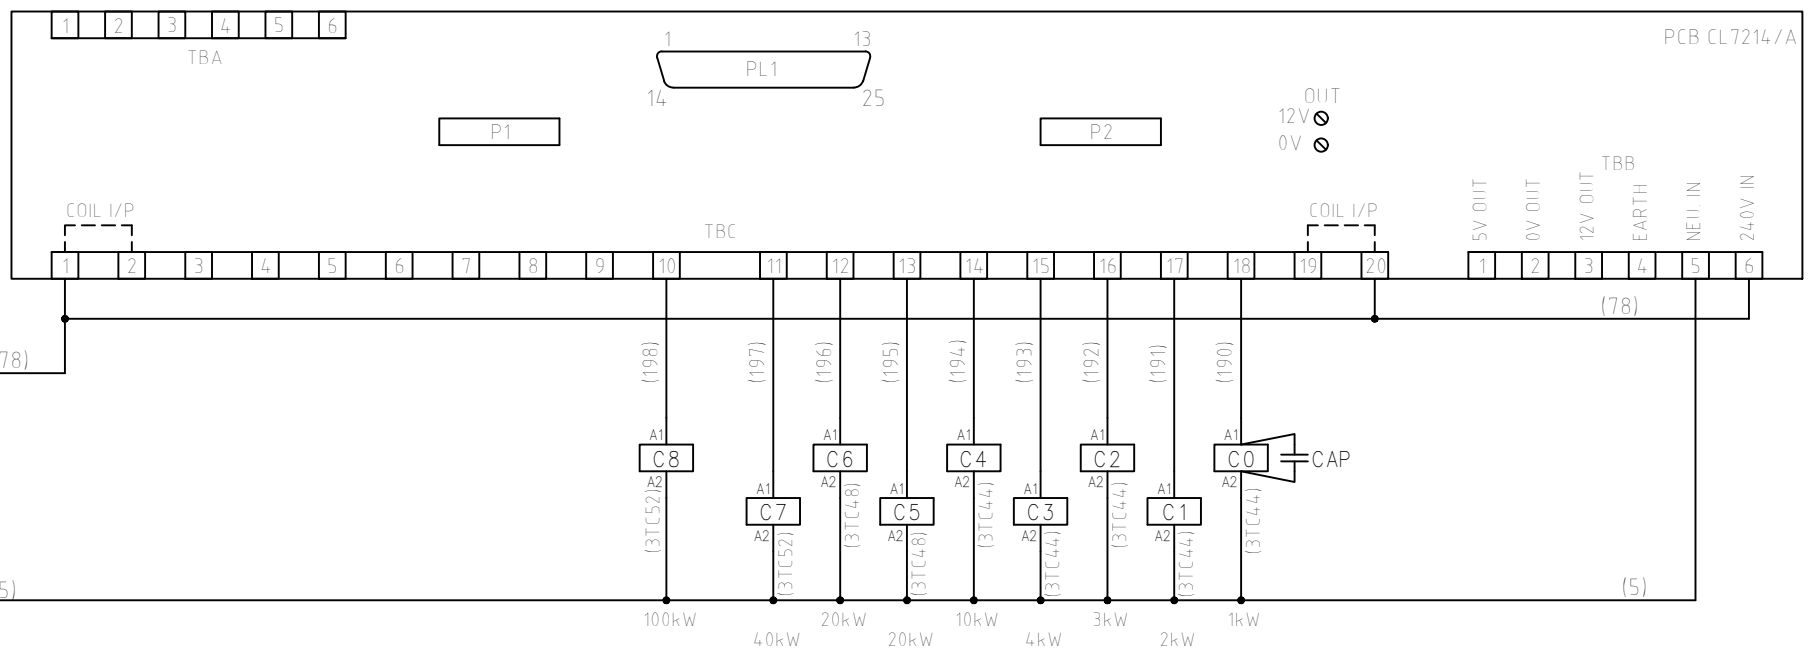 1 2 3 4 5 6
TBA
PCB CL7214/A
1 13
PL1
14 25
P1
P2
OUT
12V
0V
TBB
5V OUT
0V OUT
12V OUT
EARTH
NEU. IN
240V IN
COIL I/P
TBC
COIL I/P
1 2 3 4 5 6 7 8 9 10 11 12 13 14 15 16 17 18 19 20
1 2 3 4 5 6
(78)
78)
(198)
(197)
(196)
(195)
(194)
(193)
(192)
(191)
(190)
A1 A1 A1 A1 A1
C8 C6 C4 C2 C0 CAP
A2 A2 A2 A2 A2
A1 A1 A1 A1
C7 C5 C3 C1
A2 A2 A2 A2
(3TC52)
(3TC52)
(3TC48)
(3TC48)
(3TC44)
(3TC44)
(3TC44)
(3TC44)
(3TC44)
5)
(5)
100kW 20kW 10kW 3kW 1kW
40kW 20kW 4kW 2kW